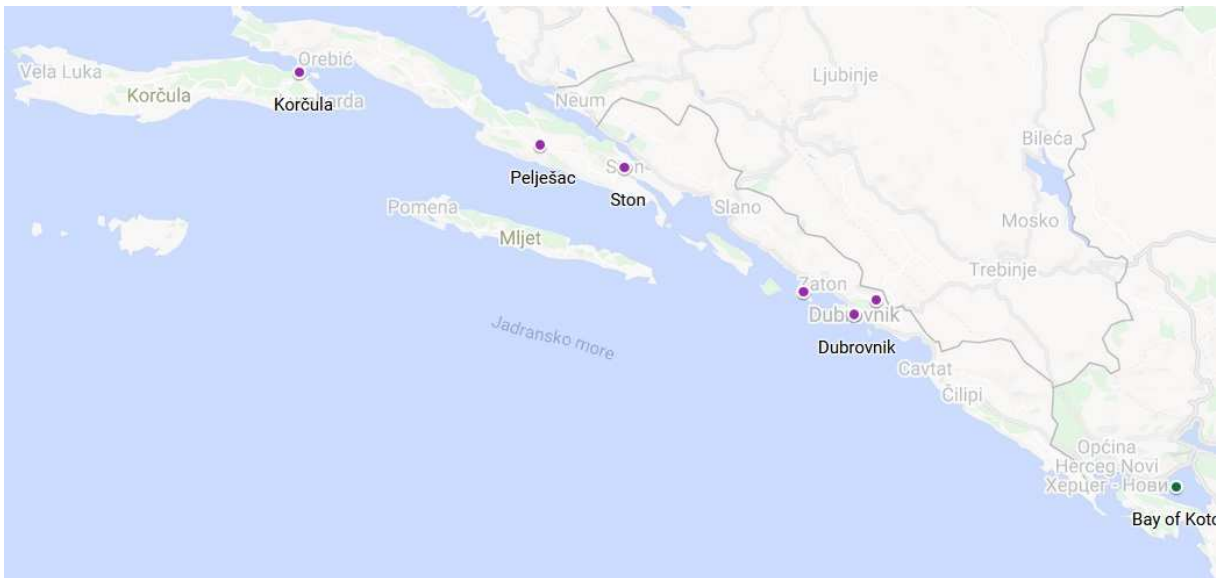 Orebić
Vela Luka
Korčula
Korčula
Neum
Ljubinje
Bileća
Pelješac
Ston
Pomena
Mljet
Slano
Mosko
Trebinje
Zaton
Dubrovnik
Jadransko more
Dubrovnik
Cavtat
Čilipi
Općina
Herceg Novi
Херцег - Нови
Bay of Koto